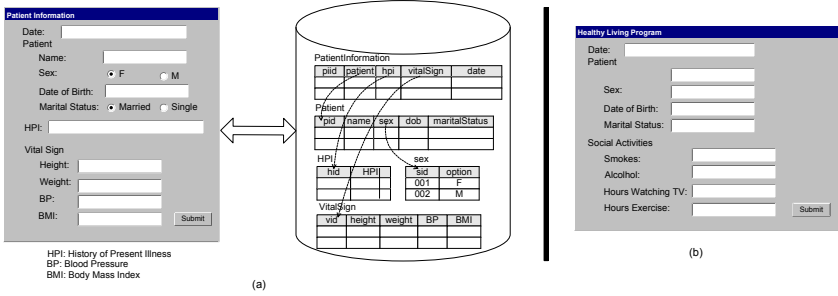 Patient Information
Date:
Patient
Name:
Sex: F M
Date of Birth:
Marital Status: Married Single
HPI:
Vital Sign
Height:
Weight:
BP:
BMI:
Submit
HPI: History of Present Illness
BP: Blood Pressure
BMI: Body Mass Index
(a)
PatientInformation
piid patient hpi vitalSign date
Patient
pid name sex dob maritalStatus
HPI
hid HPI
sex
sid option
001 F
002 M
VitalSign
vid height weight BP BMI
Healthy Living Program
Date:
Patient
Sex:
Date of Birth:
Marital Status:
Social Activities
Smokes:
Alcolhol:
Hours Watching TV:
Hours Exercise:
Submit
(b)